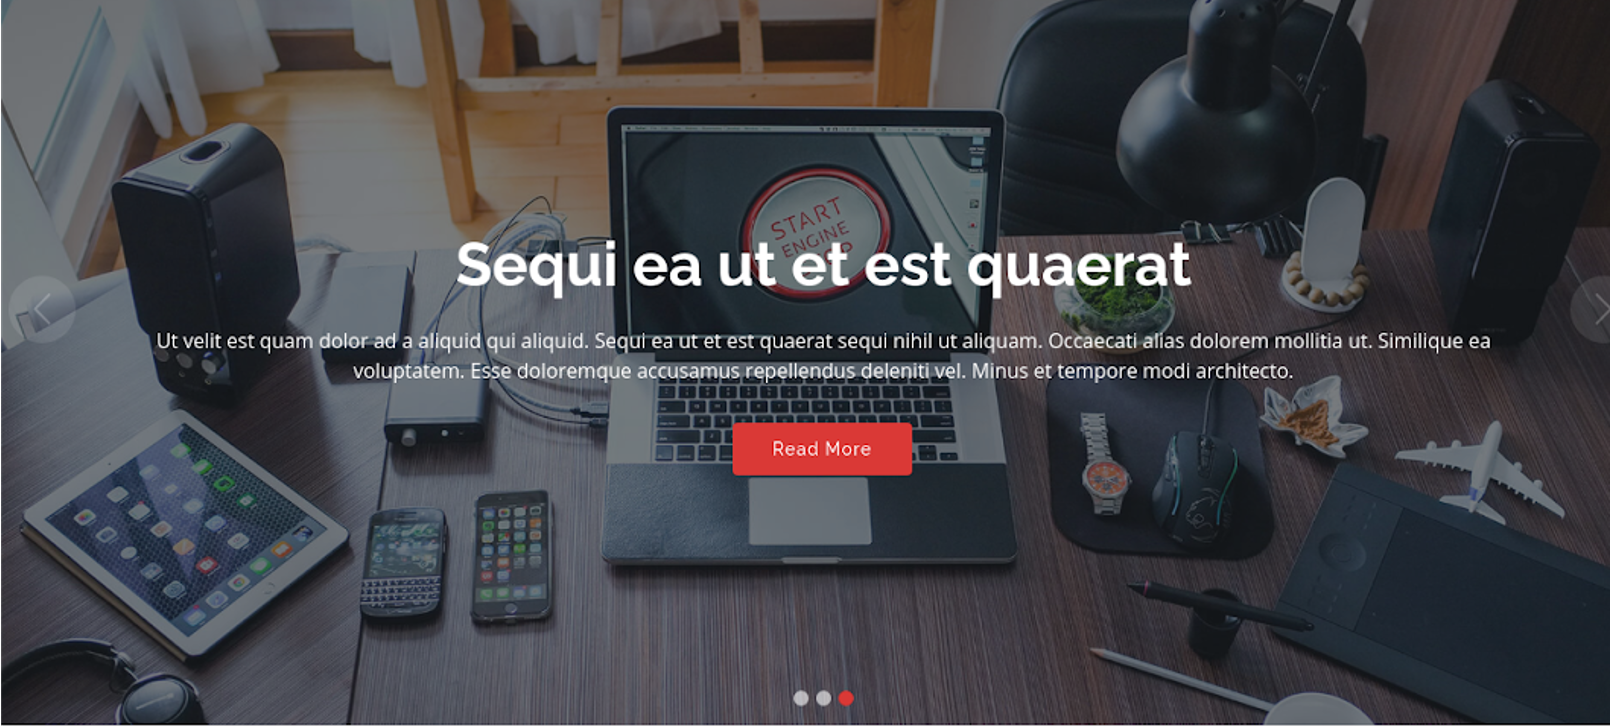 START
ENGINE
Sequi ea ut et est quaerat
Ut velit est quam dolor ad a aliquid qui aliquid. Sequi ea ut et est quaerat sequi nihil ut aliquam. Occaecati alias dolorem mollitia ut. Similique ea
voluptatem. Esse doloremque accusamus repellendus deleniti vel. Minus et tempore modi architecto.
Read More